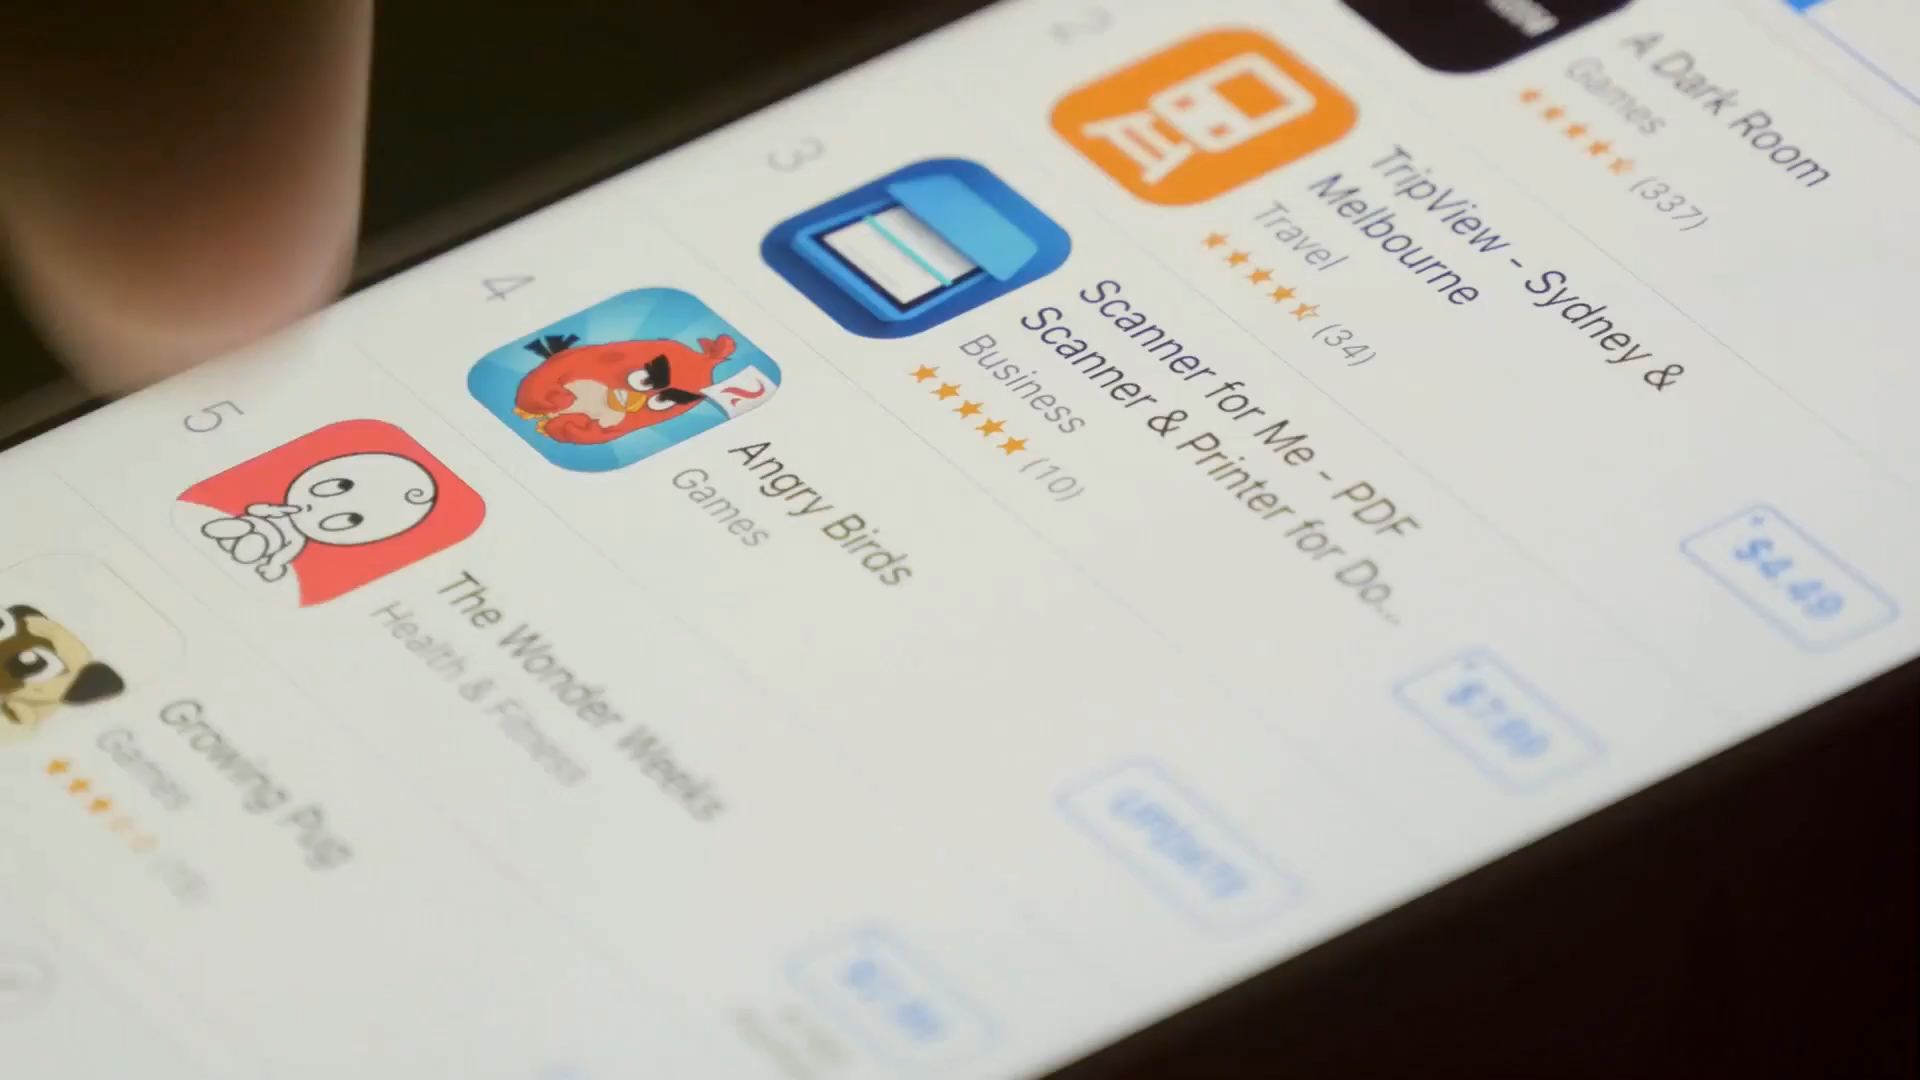 A Dark Room
Games
(337)
2
TripView - Sydney &
Melbourne
Travel
(34)
$4.49
3
Scanner for Me - PDF
Scanner & Printer for Do...
Business
(10)
4
Angry Birds
Games
UPDATE
5
The Wonder Weeks
Health & Fitness
Growing Pug
Games